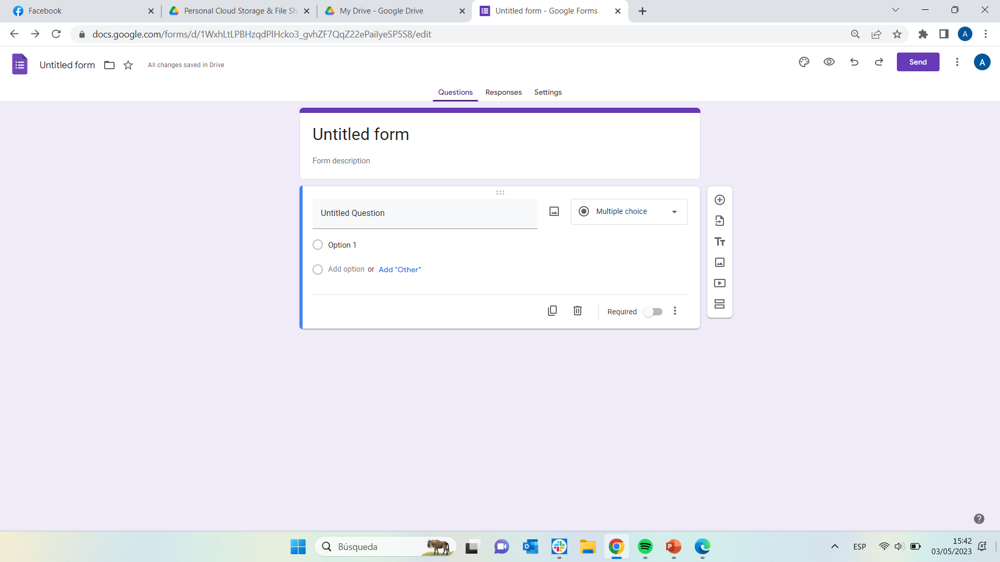 Facebook
Personal Cloud Storage & File Sh
My Drive - Google Drive
Untitled form - Google Forms
docs.google.com/forms/d/1WxhLtLPBHzqdPIHcko3_gvhZF7QqZ22ePaiIyeSP5S8/edit
A
Untitled form
All changes saved in Drive
Send
A
Questions
Responses
Settings
Untitled form
Form description
Untitled Question
Multiple choice
Option 1
Add option or Add "Other"
Required
Búsqueda
ESP
15:42
03/05/2023